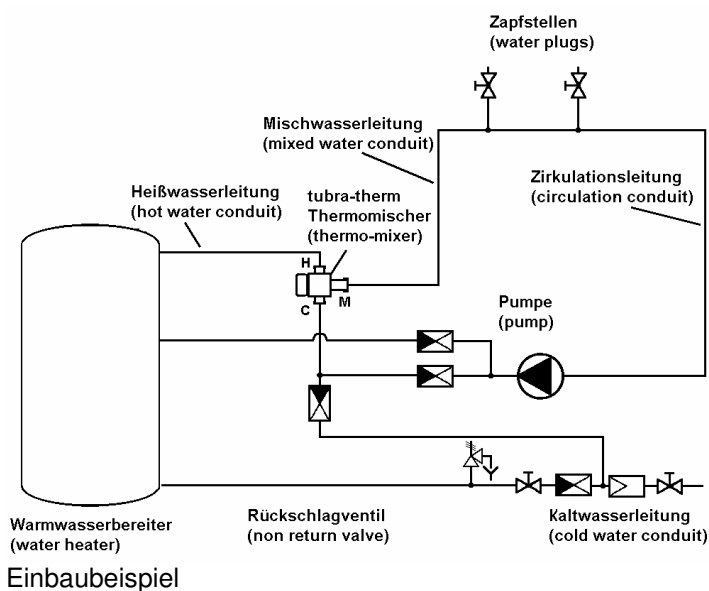 Zapfstellen
(water plugs)
Mischwasserleitung
(mixed water conduit)
Zirkulationsleitung
(circulation conduit)
Heißwasserleitung
(hot water conduit)
tubra-therm
Thermomischer
(thermo-mixer)
H
M
C
Pumpe
(pump)
Warmwasserbereiter
(water heater)
Rückschlagventil
(non return valve)
Kaltwasserleitung
(cold water conduit)
Einbaubeispiel